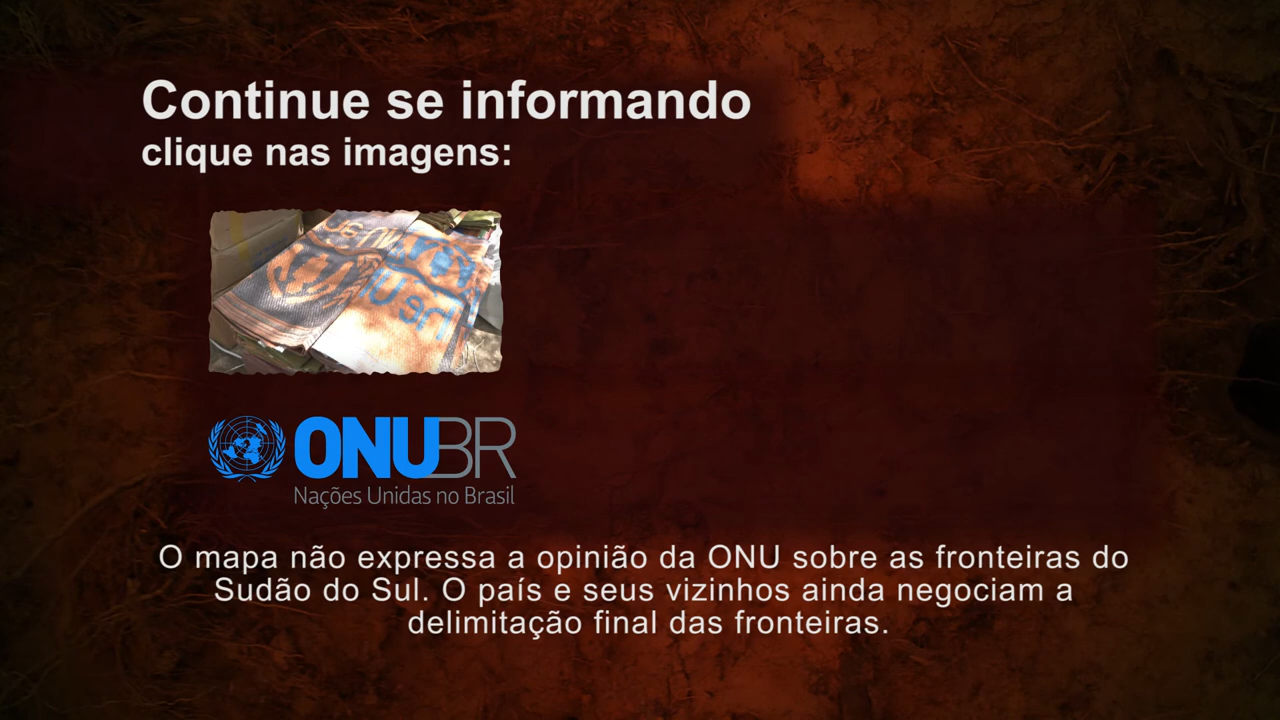 Continue se informando
clique nas imagens:
ONUBR
Nações Unidas no Brasil
O mapa não expressa a opinião da ONU sobre as fronteiras do
Sudão do Sul. O país e seus vizinhos ainda negociam a
delimitação final das fronteiras.